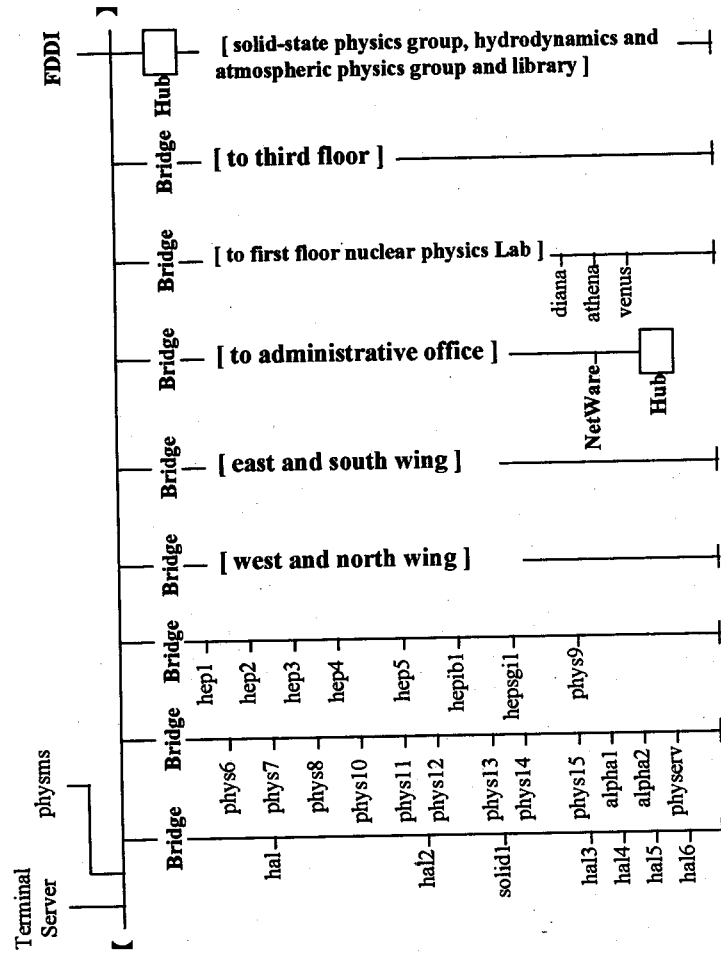 FDDI
Hub
[ solid-state physics group, hydrodynamics and
atmospheric physics group and library ]
Bridge
[ to third floor ]
Bridge
[ to first floor nuclear physics Lab ]
diana
athena
venus
Bridge
[ to administrative office ]
NetWare
Hub
Bridge
[ east and south wing ]
Bridge
[ west and north wing ]
Bridge
hep1
hep2
hep3
hep4
hep5
hepib1
hepsgi1
phys9
Bridge
phys6
phys7
phys8
phys10
phys11
phys12
phys13
phys14
phys15
alpha1
alpha2
physerv
Bridge
hal
hal2
solid1
hal3
hal4
hal5
hal6
physms
Terminal
Server